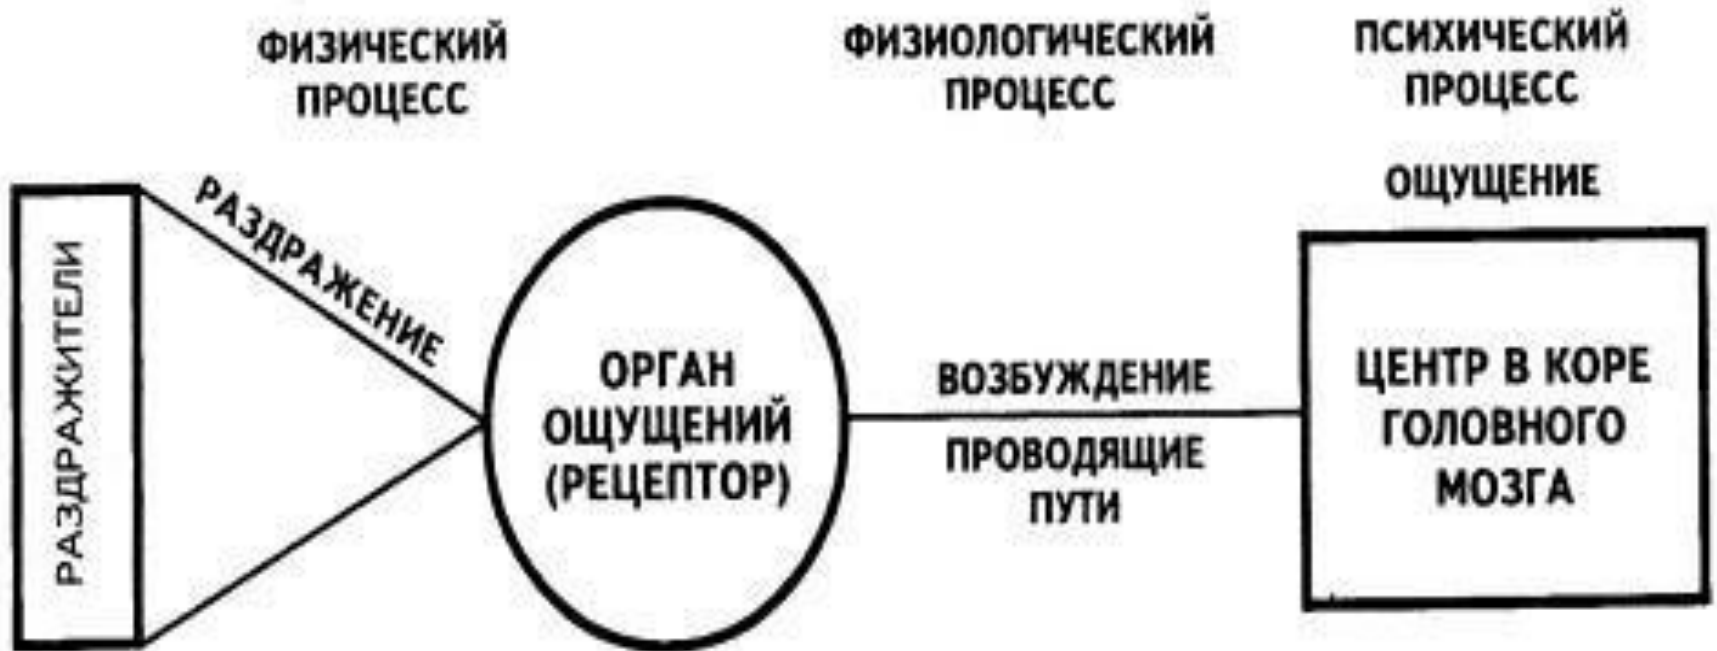 ФИЗИЧЕСКИЙ
ПРОЦЕСС
ФИЗИОЛОГИЧЕСКИЙ
ПРОЦЕСС
ПСИХИЧЕСКИЙ
ПРОЦЕСС
ОЩУЩЕНИЕ
РАЗДРАЖИТЕЛИ
РАЗДРАЖЕНИЕ
ОРГАН
ОЩУЩЕНИЙ
(РЕЦЕПТОР)
ВОЗБУЖДЕНИЕ
ПРОВОДЯЩИЕ
ПУТИ
ЦЕНТР В КОРЕ
ГОЛОВНОГО
МОЗГА